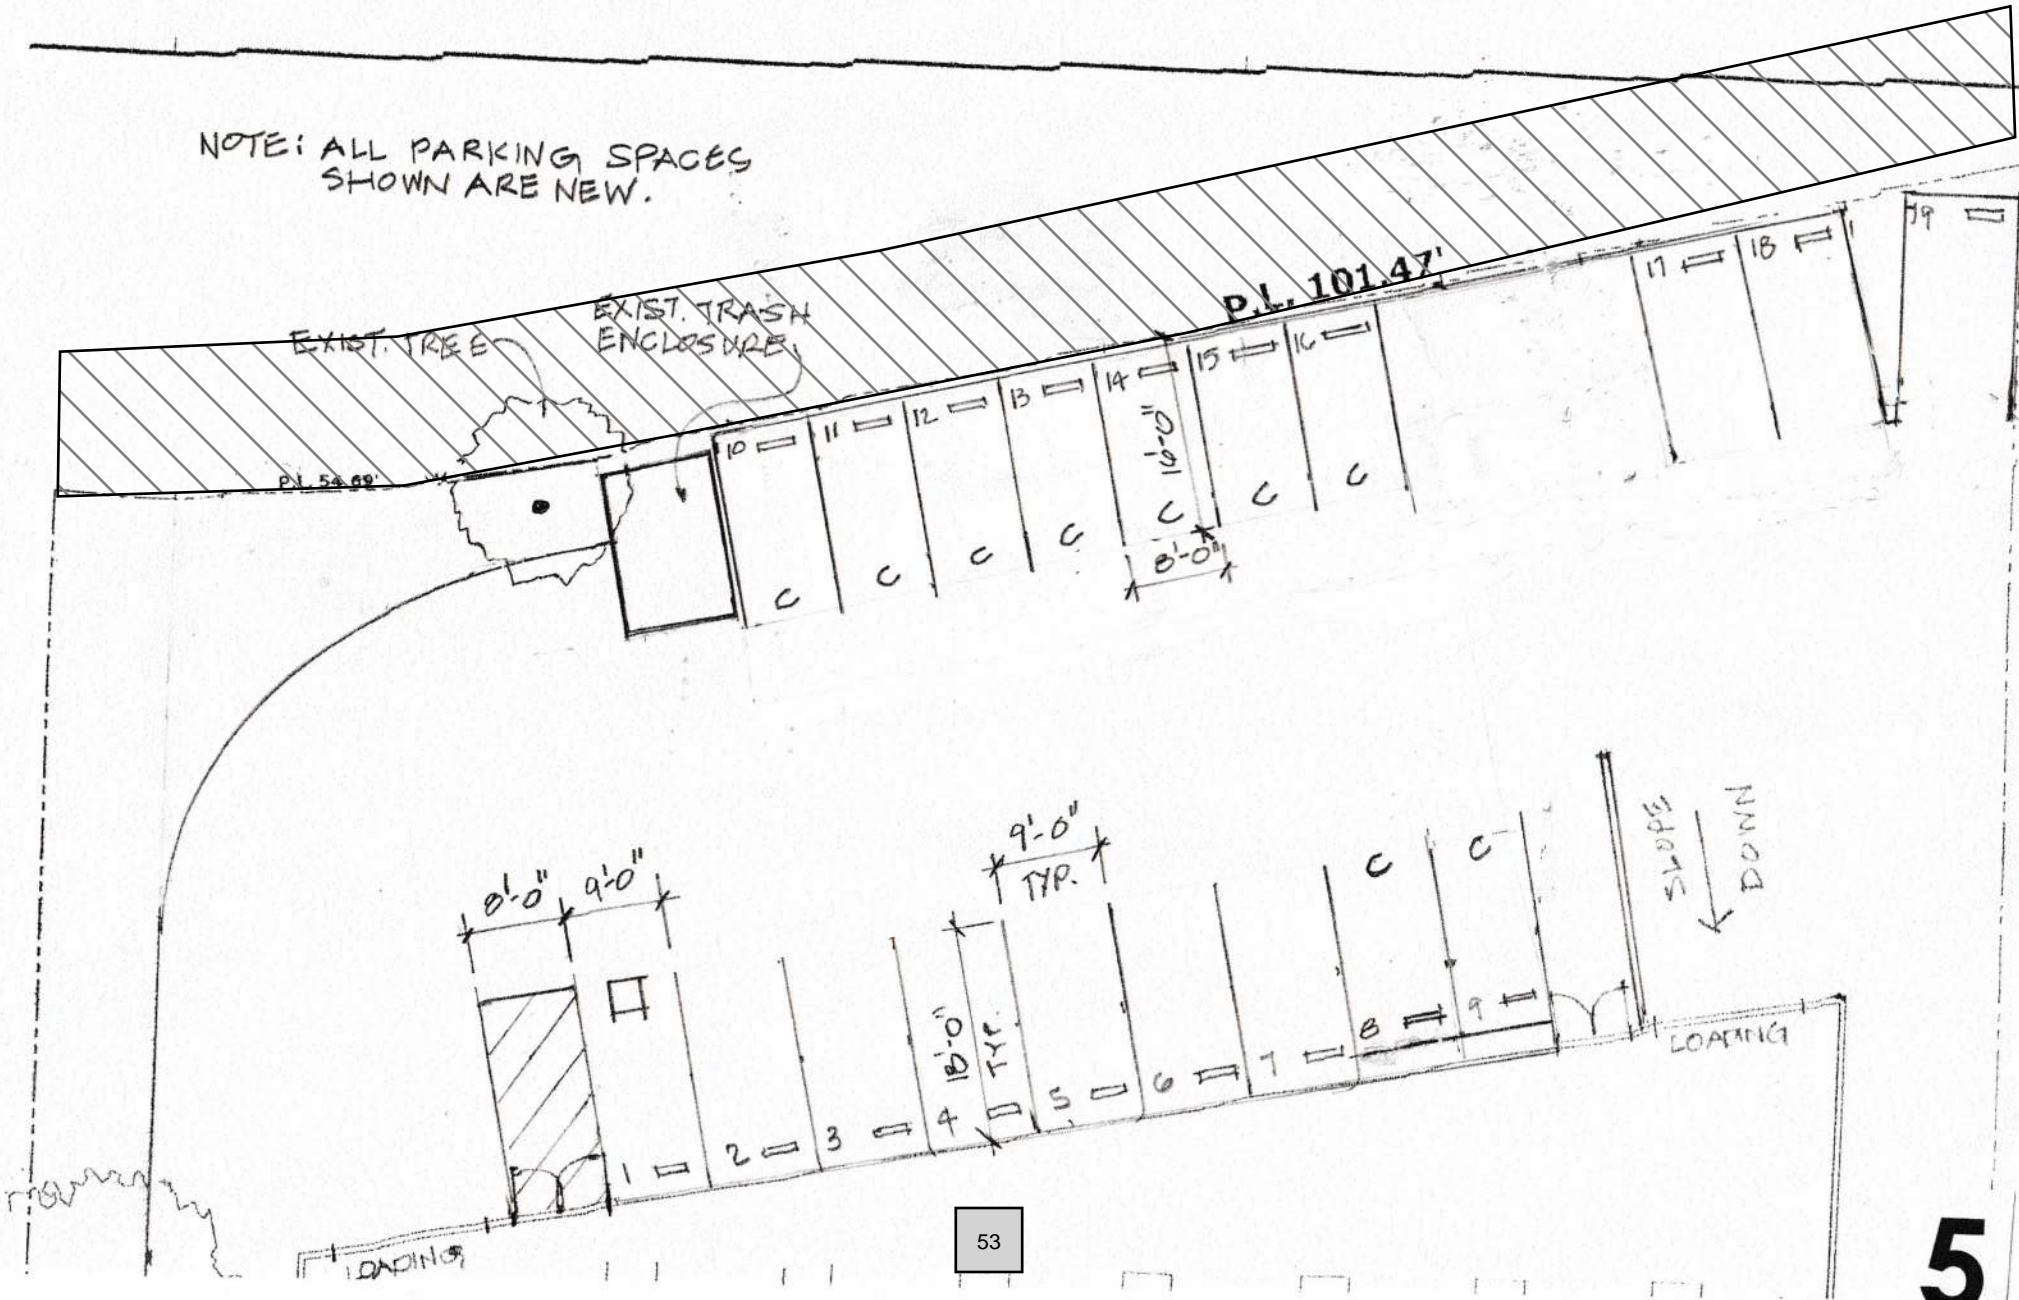 NOTE: ALL PARKING SPACES
SHOWN ARE NEW.
19
17
18
P.L. 101.47'
EXIST. TRASH
ENCLOSURE
EXIST. TREE
10
11
12
13
14
15
16
P.L. 54.69'
16'-0"
C
C
C
C
C
C
C
8'-0"
SLOPE
DOWN
9'-0"
TYP.
8'-0"
9'-0"
C
C
18'-0"
TYP.
1
2
3
4
5
6
7
8
9
LOADING
LOADING
53
5